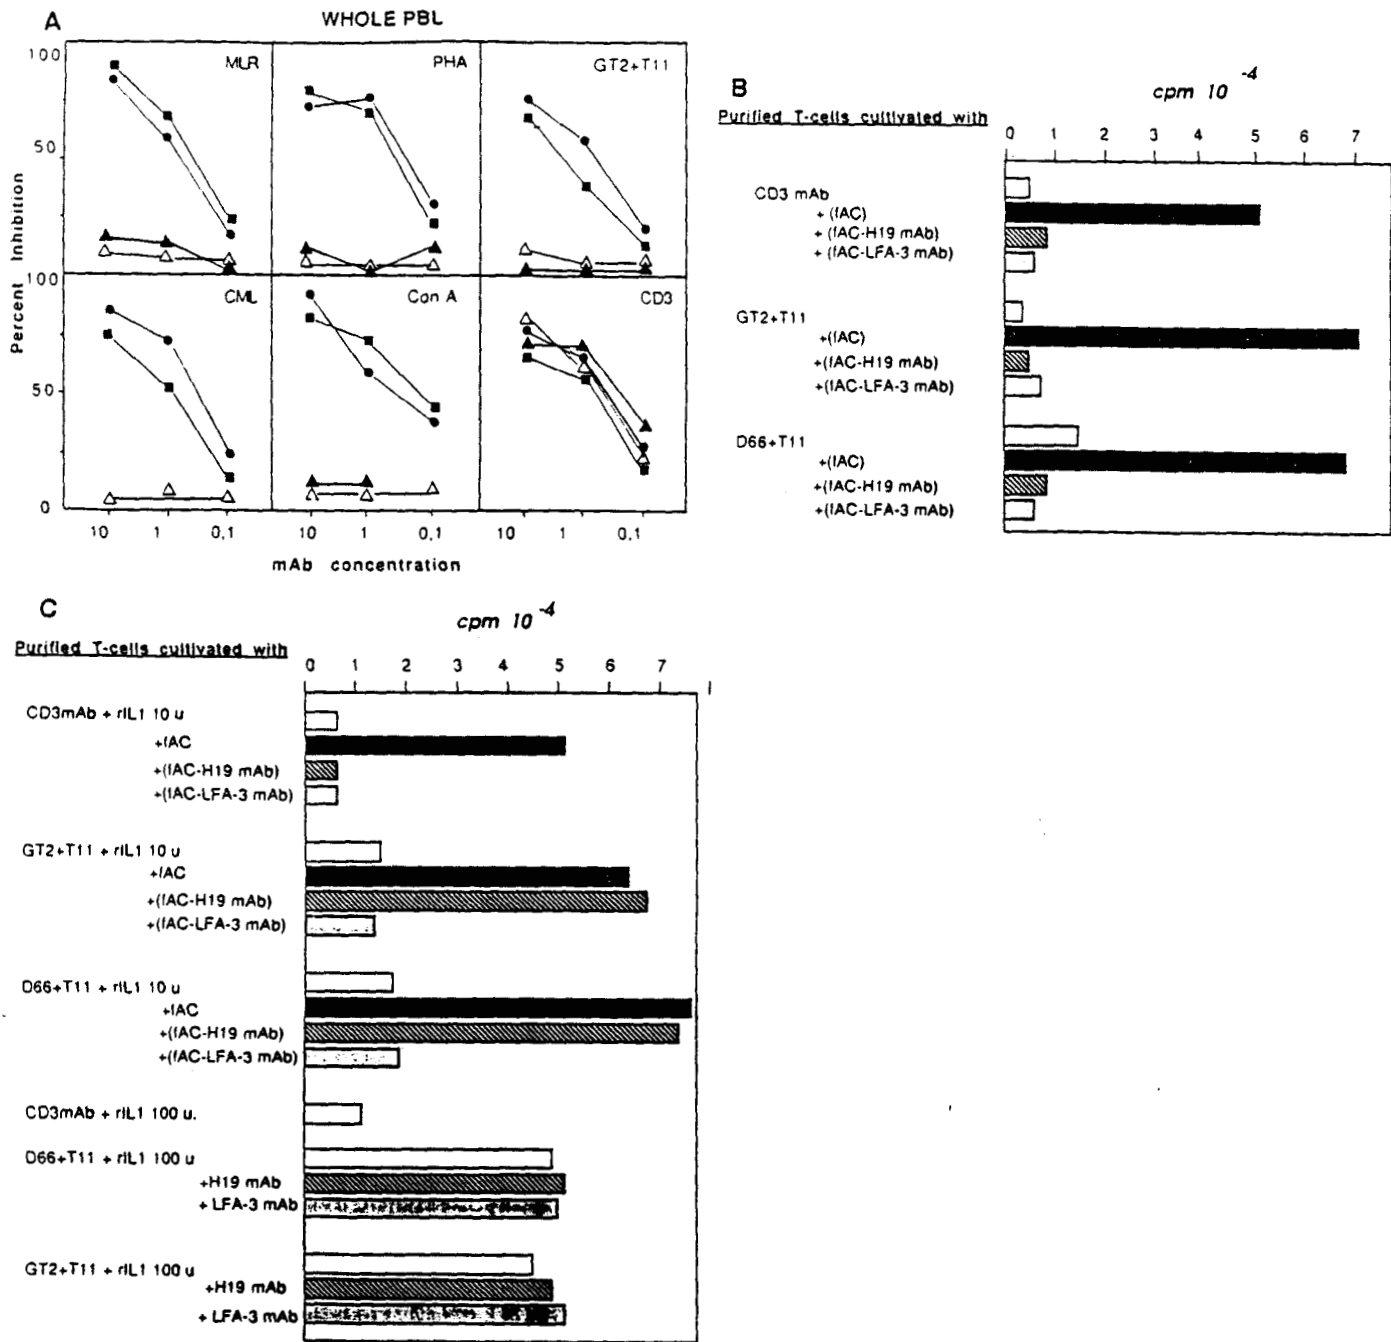 A
WHOLE PBL
100
MLR
PHA
GT2+T11
50
Percent Inhibition
100
CML
Con A
CD3
50
0
10 1 0,1 10 1 0,1 10 1 0,1
mAb concentration
B
cpm 10 -4
Purified T-cells cultivated with
0 1 2 3 4 5 6 7
CD3 mAb
+ (fAC)
+ (fAC-H19 mAb)
+ (fAC-LFA-3 mAb)
GT2+T11
+(fAC)
+(fAC-H19 mAb)
+(fAC-LFA-3 mAb)
D66+T11
+(fAC)
+(fAC-H19 mAb)
+(fAC-LFA-3 mAb)
C
cpm 10 -4
Purified T-cells cultivated with
0 1 2 3 4 5 6 7
CD3mAb + rIL1 10 u
+fAC
+(fAC-H19 mAb)
+(fAC-LFA-3 mAb)
GT2+T11 + rIL1 10 u
+fAC
+(fAC-H19 mAb)
+(fAC-LFA-3 mAb)
D66+T11 + rIL1 10 u
+fAC
+(fAC-H19 mAb)
+(fAC-LFA-3 mAb)
CD3mAb + rIL1 100 u.
D66+T11 + rIL1 100 u
+H19 mAb
+ LFA-3 mAb
GT2+T11 + rIL1 100 u
+H19 mAb
+ LFA-3 mAb